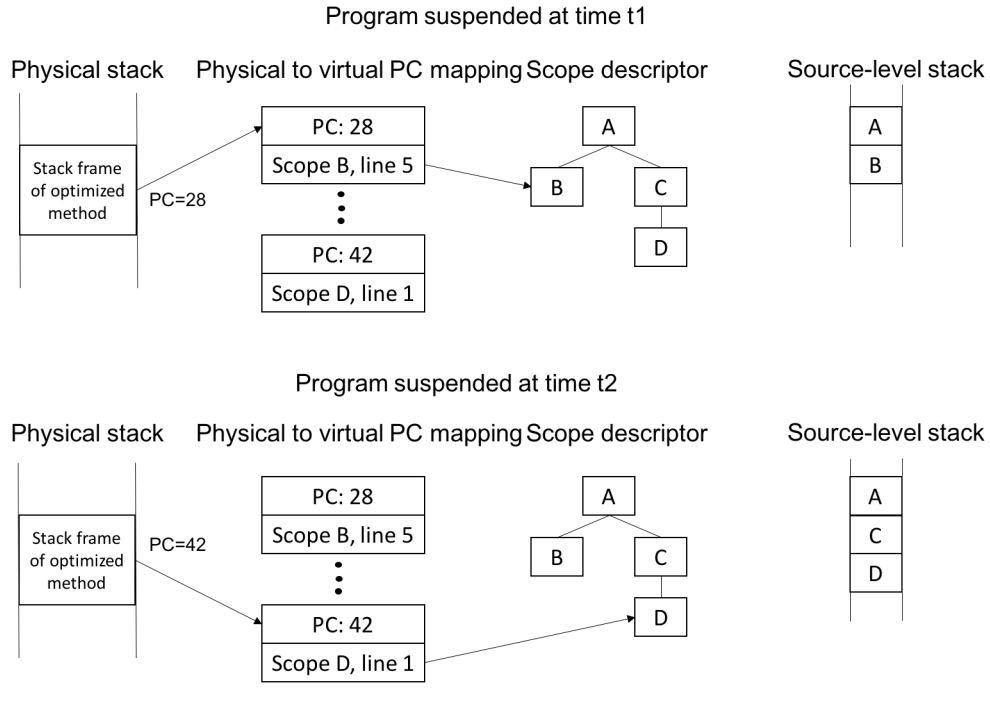 Program suspended at time t1
Physical stack
Physical to virtual PC mapping
Scope descriptor
Source-level stack
Stack frame
of optimized
method
PC=28
PC: 28
Scope B, line 5
PC: 42
Scope D, line 1
A
B
C
D
A
B
Program suspended at time t2
Physical stack
Physical to virtual PC mapping
Scope descriptor
Source-level stack
Stack frame
of optimized
method
PC=42
PC: 28
Scope B, line 5
PC: 42
Scope D, line 1
A
B
C
D
A
C
D